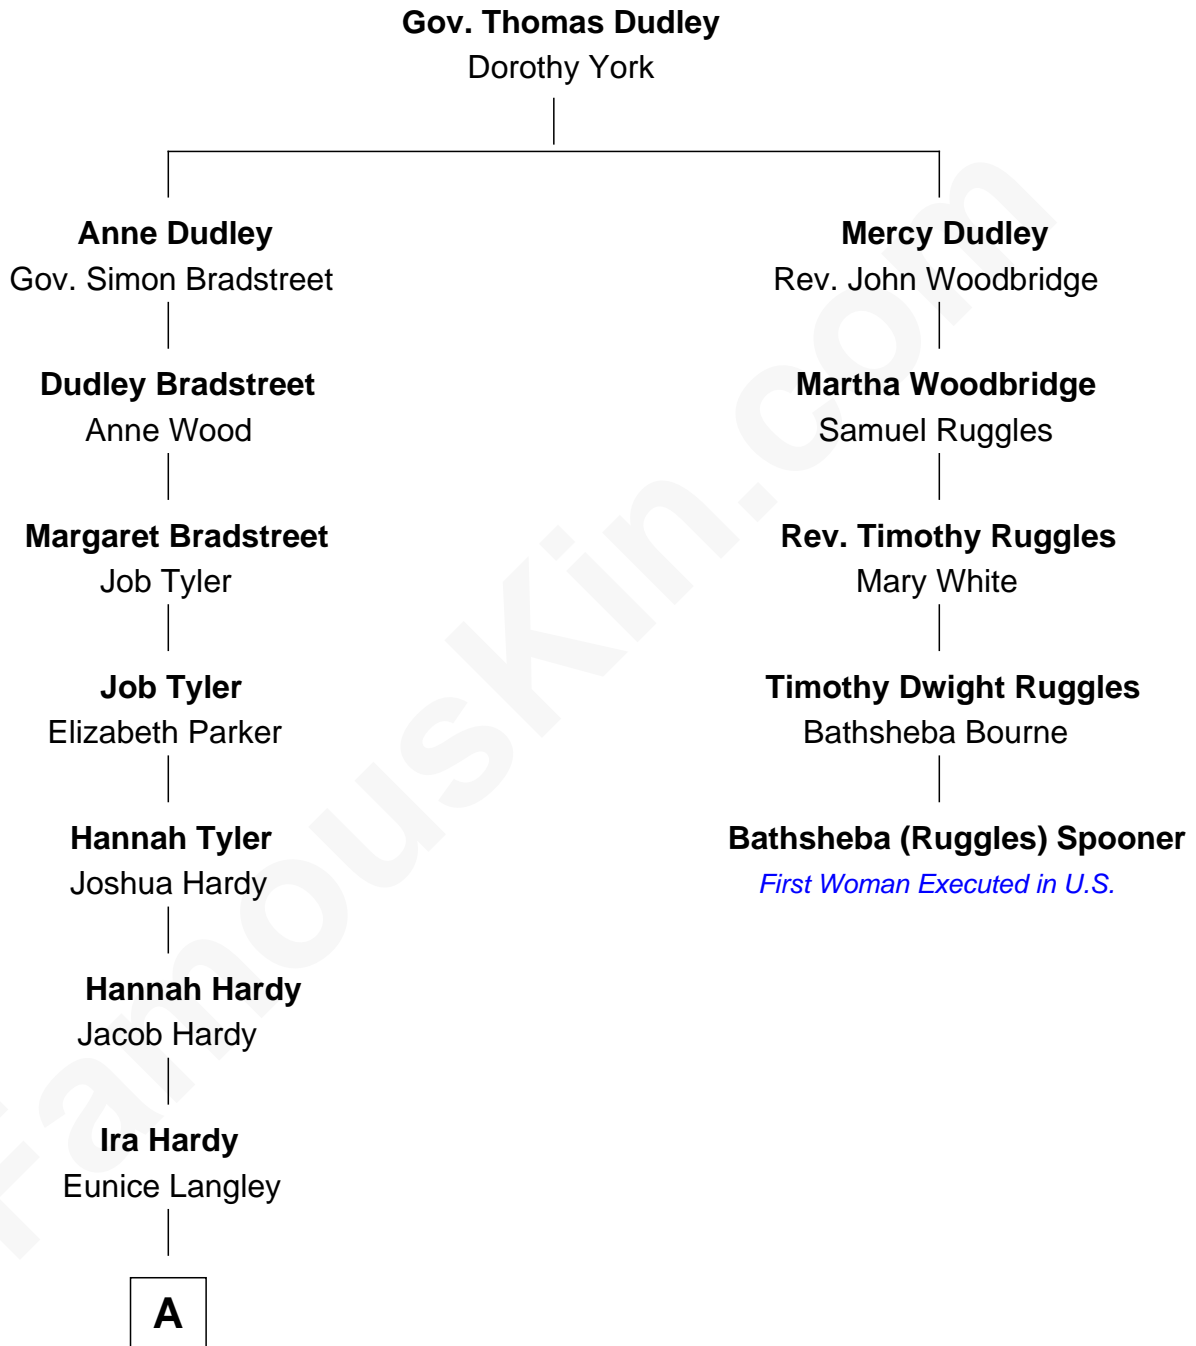 Gov. Thomas Dudley
Dorothy York
Anne Dudley
Gov. Simon Bradstreet
Mercy Dudley
Rev. John Woodbridge
Dudley Bradstreet
Anne Wood
Martha Woodbridge
Samuel Ruggles
Margaret Bradstreet
Job Tyler
Rev. Timothy Ruggles
Mary White
Job Tyler
Elizabeth Parker
Timothy Dwight Ruggles
Bathsheba Bourne
Hannah Tyler
Joshua Hardy
Bathsheba (Ruggles) Spooner
First Woman Executed in U.S.
Hannah Hardy
Jacob Hardy
Ira Hardy
Eunice Langley
A
FamousKin.com